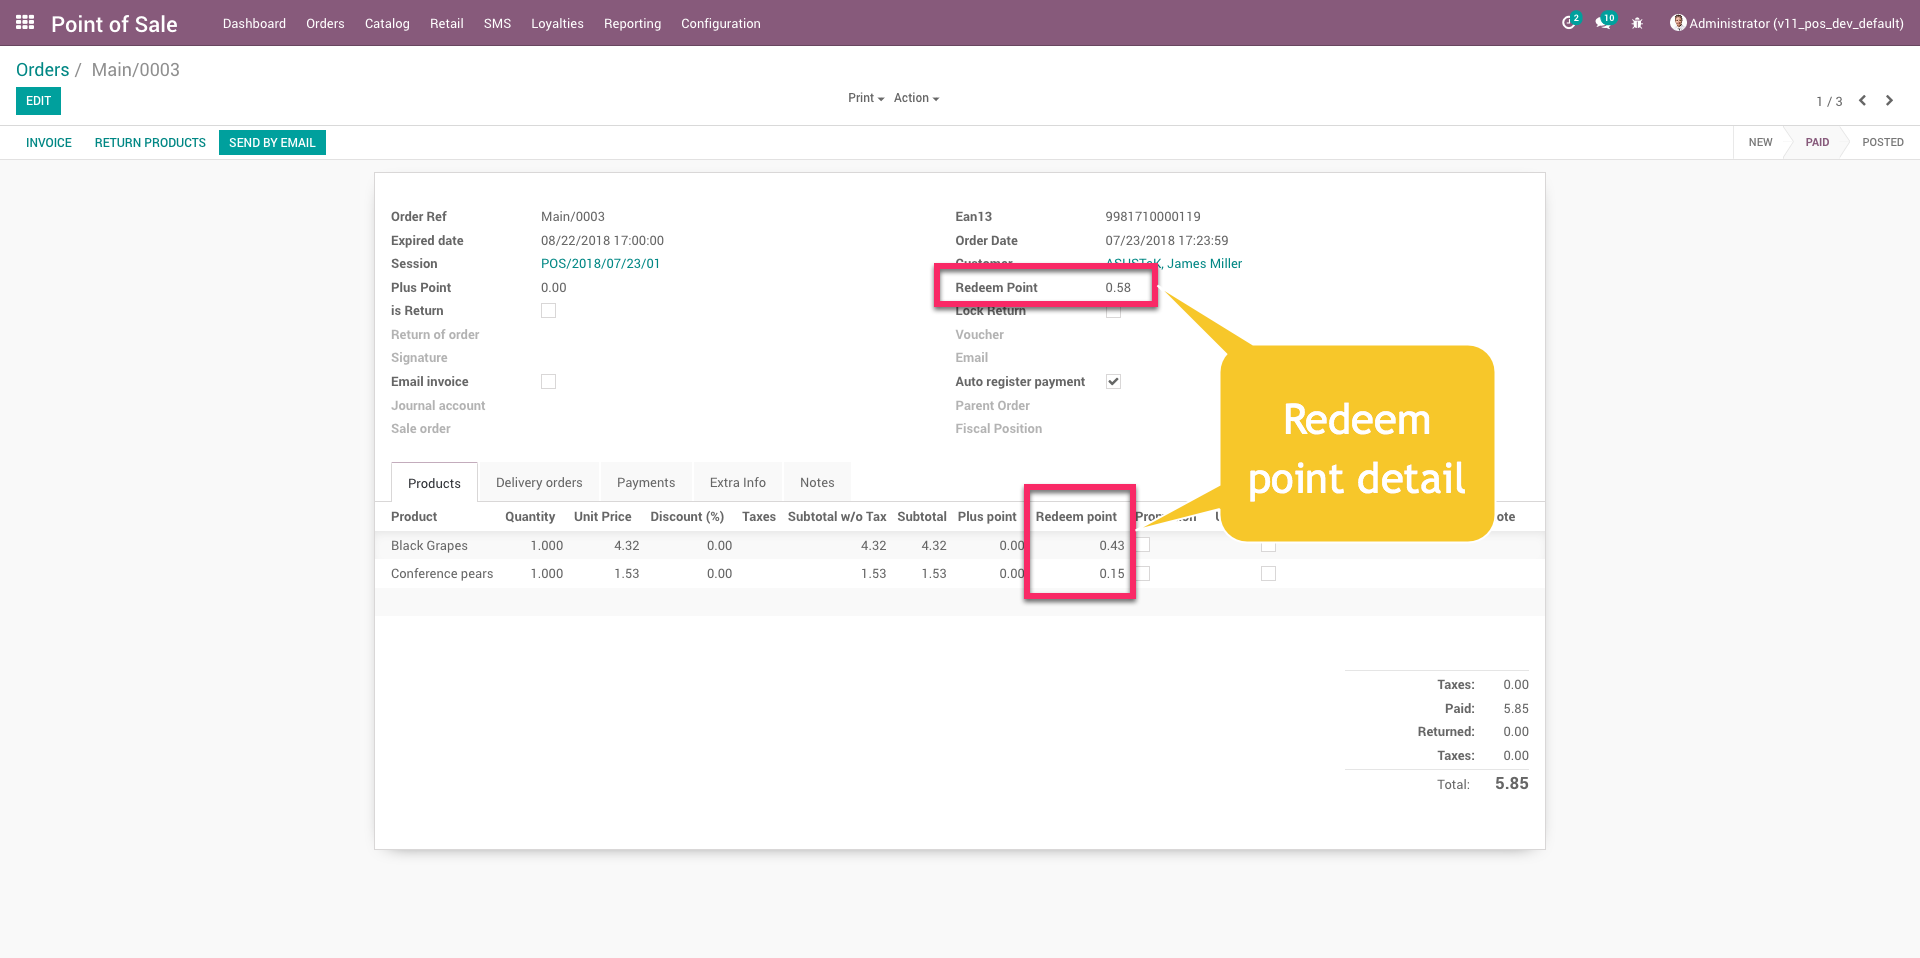 Point of Sale Dashboard Orders Catalog Retail SMS Loyalties Reporting Configuration 2 10 Administrator (v11_pos_dev_default)
Orders / Main/0003
EDIT Print Action 1 / 3
INVOICE RETURN PRODUCTS SEND BY EMAIL NEW PAID POSTED
Order Ref Main/0003 Ean13 9981710000119
Expired date 08/22/2018 17:00:00 Order Date 07/23/2018 17:23:59
Session POS/2018/07/23/01 Customer ASUSTeK, James Miller
Plus Point 0.00 Redeem Point 0.58
is Return Lock Return
Return of order Voucher
Signature Email
Email invoice Auto register payment
Journal account Parent Order
Sale order Fiscal Position
Redeem
point detail
Products Delivery orders Payments Extra Info Notes
Product Quantity Unit Price Discount (%) Taxes Subtotal w/o Tax Subtotal Plus point Redeem point
Black Grapes 1.000 4.32 0.00 4.32 4.32 0.00 0.43
Conference pears 1.000 1.53 0.00 1.53 1.53 0.00 0.15
Taxes: 0.00
Paid: 5.85
Returned: 0.00
Taxes: 0.00
Total: 5.85